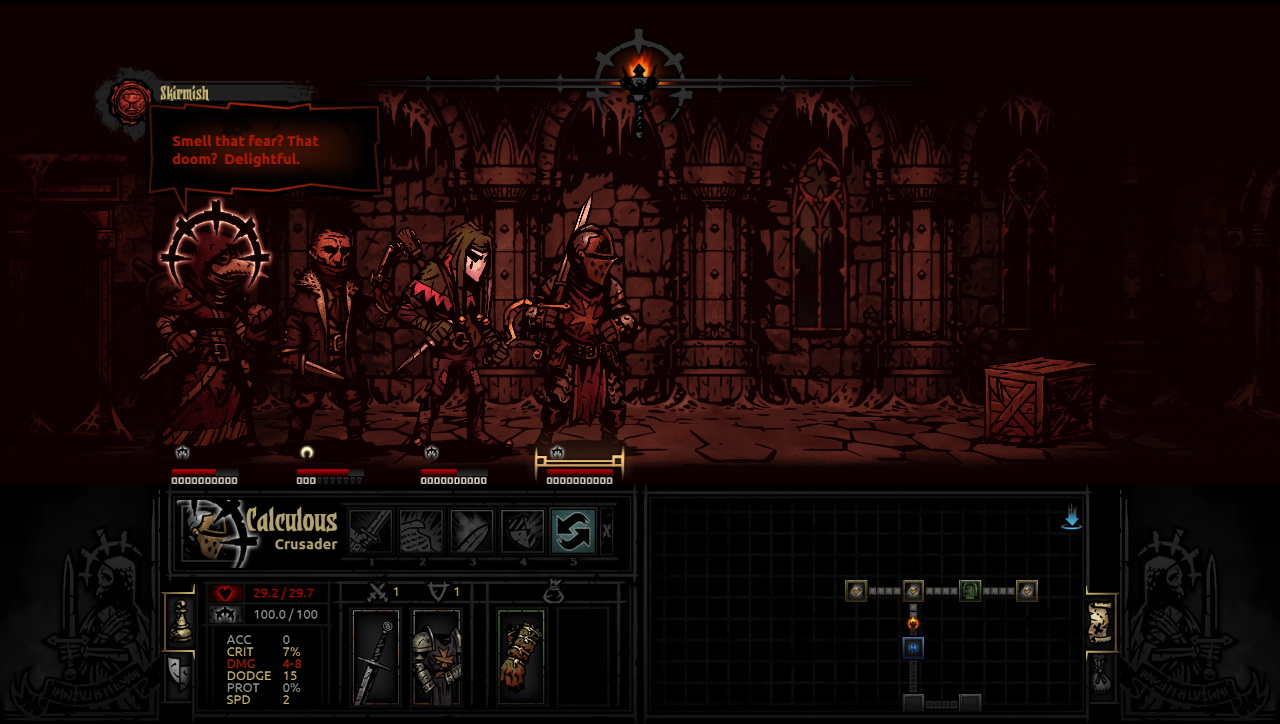 Skirmish
Smell that fear? That
doom? Delightful.
Calculous
Crusader
1 2 3 4 5
29.2 / 29.7
100.0 / 100
1 1
ACC 0
CRIT 7%
DMG 4-8
DODGE 15
PROT 0%
SPD 2